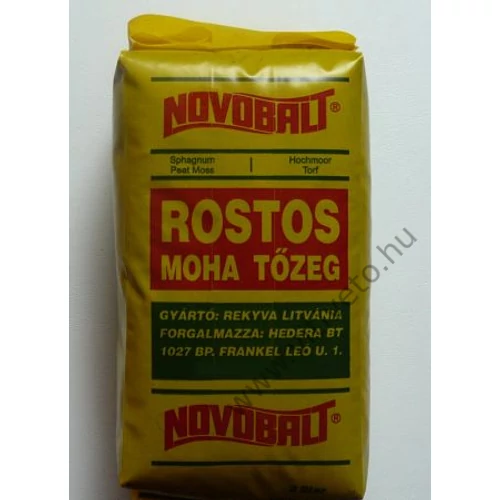 NOVOBALT®
Sphagnum
Peat Moss
Hochmoor
Torf
ROSTOS
MOHA TŐZEG
GYÁRTÓ: REKYVA LITVÁNIA
FORGALMAZZA: HEDERA BT
1027 BP. FRANKEL LEÓ U. 1.
NOVOBALT®